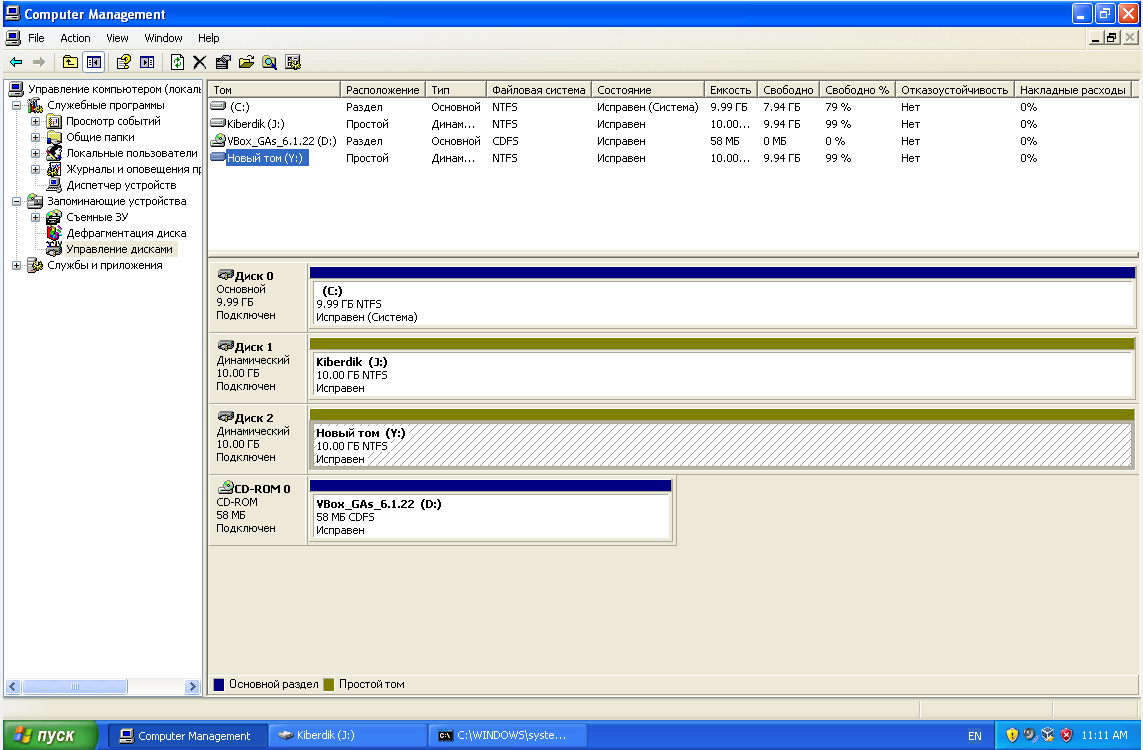 Computer Management
File Action View Window Help
Управление компьютером (локаль
Служебные программы
Просмотр событий
Общие папки
Локальные пользователи
Журналы и оповещения пр
Диспетчер устройств
Запоминающие устройства
Съемные ЗУ
Дефрагментация диска
Управление дисками
Службы и приложения
Том Расположение Тип Файловая система Состояние Емкость Свободно Свободно % Отказоустойчивость Накладные расходы
(C:) Раздел Основной NTFS Исправен (Система) 9.99 ГБ 7.94 ГБ 79 % Нет 0%
Kiberdik (J:) Простой Динам... NTFS Исправен 10.00... 9.94 ГБ 99 % Нет 0%
VBox_GAs_6.1.22 (D:) Раздел Основной CDFS Исправен 58 МБ 0 МБ 0 % Нет 0%
Новый том (Y:) Простой Динам... NTFS Исправен 10.00... 9.94 ГБ 99 % Нет 0%
Диск 0
Основной
9.99 ГБ
Подключен
(C:)
9.99 ГБ NTFS
Исправен (Система)
Диск 1
Динамический
10.00 ГБ
Подключен
Kiberdik (J:)
10.00 ГБ NTFS
Исправен
Диск 2
Динамический
10.00 ГБ
Подключен
Новый том (Y:)
10.00 ГБ NTFS
Исправен
CD-ROM 0
CD-ROM
58 МБ
Подключен
VBox_GAs_6.1.22 (D:)
58 МБ CDFS
Исправен
Основной раздел Простой том
пуск Computer Management Kiberdik (J:) C:\WINDOWS\syste... EN 11:11 AM